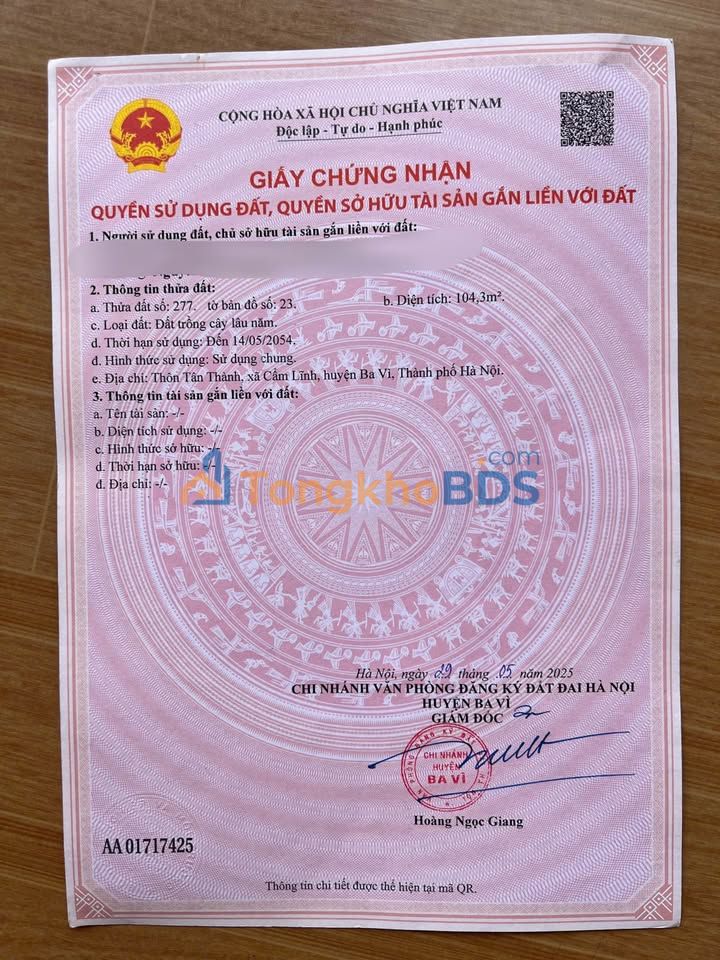 CỘNG HÒA XÃ HỘI CHỦ NGHĨA VIỆT NAM
Độc lập - Tự do - Hạnh phúc
GIẤY CHỨNG NHẬN
QUYỀN SỬ DỤNG ĐẤT, QUYỀN SỞ HỮU TÀI SẢN GẮN LIỀN VỚI ĐẤT
1. Người sử dụng đất, chủ sở hữu tài sản gắn liền với đất:
2. Thông tin thửa đất:
a. Thửa đất số: 277. tờ bản đồ số: 23. b. Diện tích: 104,3m².
c. Loại đất: Đất trồng cây lâu năm.
d. Thời hạn sử dụng: Đến 14/05/2054.
đ. Hình thức sử dụng: Sử dụng chung.
e. Địa chỉ: Thôn Tân Thành, xã Cẩm Lĩnh, huyện Ba Vì, Thành phố Hà Nội.
3. Thông tin tài sản gắn liền với đất:
a. Tên tài sản: -/-
b. Diện tích sử dụng: -/-
c. Hình thức sở hữu: -/-
d. Thời hạn sở hữu: -/-
đ. Địa chỉ: -/-
TongkhoBDS.com
Hà Nội, ngày 29 tháng 05 năm 2025
CHI NHÁNH VĂN PHÒNG ĐĂNG KÝ ĐẤT ĐAI HÀ NỘI
HUYỆN BA VÌ
GIÁM ĐỐC
CHI NHÁNH
HUYỆN
BA VÌ
Hoàng Ngọc Giang
AA 01717425
Thông tin chi tiết được thể hiện tại mã QR.